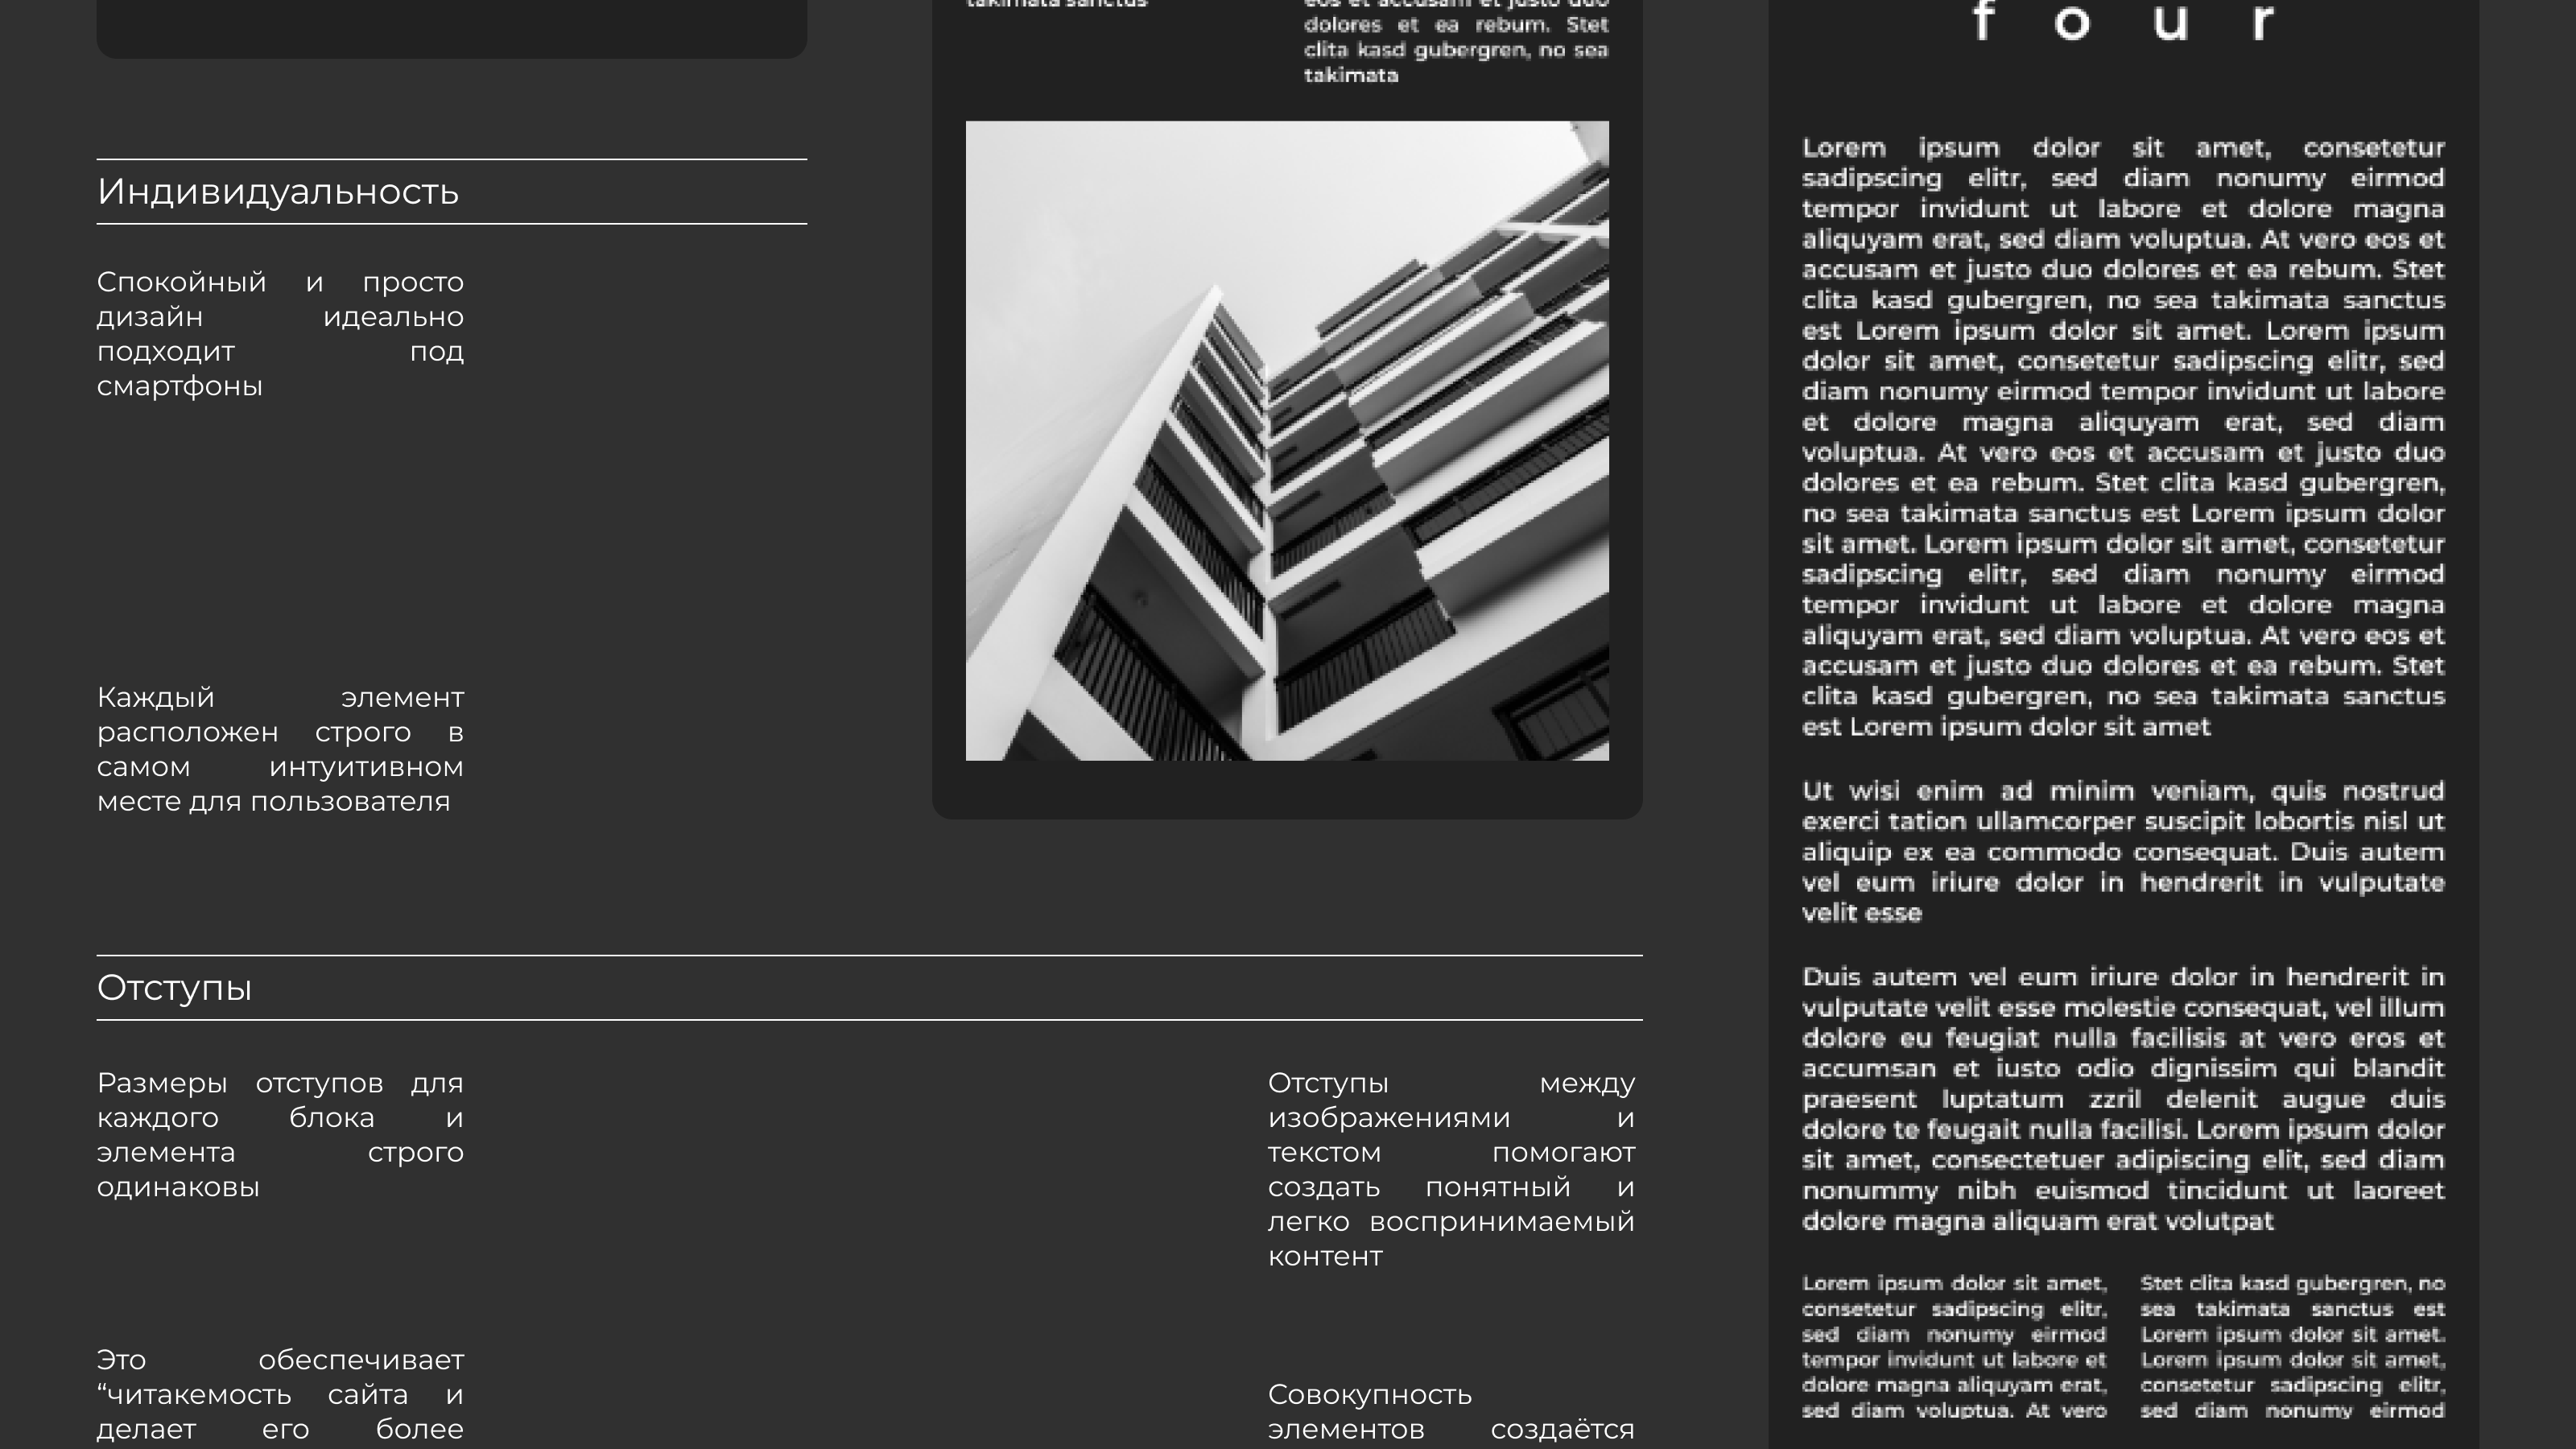 Индивидуальность
Спокойный и просто
дизайн идеально
подходит под
смартфоны
Каждый элемент
расположен строго в
самом интуитивном
месте для пользователя
takimata sanctus
eos et accusam et justo duo
dolores et ea rebum. Stet
clita kasd gubergren, no sea
takimata
Отступы
Размеры отступов для
каждого блока и
элемента строго
одинаковы
Это обеспечивает
“читакемость сайта и
делает его более
Отступы между
изображениями и
текстом помогают
создать понятный и
легко воспринимаемый
контент
Совокупность
элементов создаётся
four
Lorem ipsum dolor sit amet, consetetur
sadipscing elitr, sed diam nonumy eirmod
tempor invidunt ut labore et dolore magna
aliquyam erat, sed diam voluptua. At vero eos et
accusam et justo duo dolores et ea rebum. Stet
clita kasd gubergren, no sea takimata sanctus
est Lorem ipsum dolor sit amet. Lorem ipsum
dolor sit amet, consetetur sadipscing elitr, sed
diam nonumy eirmod tempor invidunt ut labore
et dolore magna aliquyam erat, sed diam
voluptua. At vero eos et accusam et justo duo
dolores et ea rebum. Stet clita kasd gubergren,
no sea takimata sanctus est Lorem ipsum dolor
sit amet. Lorem ipsum dolor sit amet, consetetur
sadipscing elitr, sed diam nonumy eirmod
tempor invidunt ut labore et dolore magna
aliquyam erat, sed diam voluptua. At vero eos et
accusam et justo duo dolores et ea rebum. Stet
clita kasd gubergren, no sea takimata sanctus
est Lorem ipsum dolor sit amet
Ut wisi enim ad minim veniam, quis nostrud
exerci tation ullamcorper suscipit lobortis nisl ut
aliquip ex ea commodo consequat. Duis autem
vel eum iriure dolor in hendrerit in vulputate
velit esse
Duis autem vel eum iriure dolor in hendrerit in
vulputate velit esse molestie consequat, vel illum
dolore eu feugiat nulla facilisis at vero eros et
accumsan et iusto odio dignissim qui blandit
praesent luptatum zzril delenit augue duis
dolore te feugait nulla facilisi. Lorem ipsum dolor
sit amet, consectetuer adipiscing elit, sed diam
nonummy nibh euismod tincidunt ut laoreet
dolore magna aliquam erat volutpat
Lorem ipsum dolor sit amet,
consetetur sadipscing elitr,
sed diam nonumy eirmod
tempor invidunt ut labore et
dolore magna aliquyam erat,
sed diam voluptua. At vero
Stet clita kasd gubergren, no
sea takimata sanctus est
Lorem ipsum dolor sit amet.
Lorem ipsum dolor sit amet,
consetetur sadipscing elitr,
sed diam nonumy eirmod